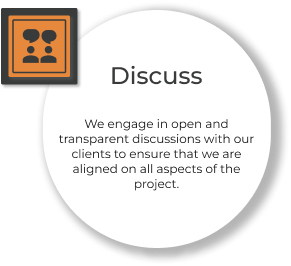 Discuss
We engage in open and
transparent discussions with our
clients to ensure that we are
aligned on all aspects of the
project.